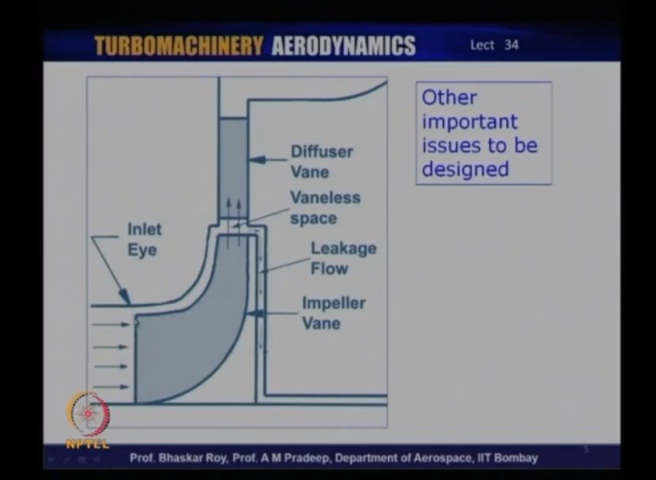 TURBOMACHINERY AERODYNAMICS
Lect 34
Other
important
issues to be
designed
Diffuser
Vane
Vaneless
space
Inlet
Eye
Leakage
Flow
Impeller
Vane
NPTEL
Prof. Bhaskar Roy, Prof. A M Pradeep, Department of Aerospace, IIT Bombay
5